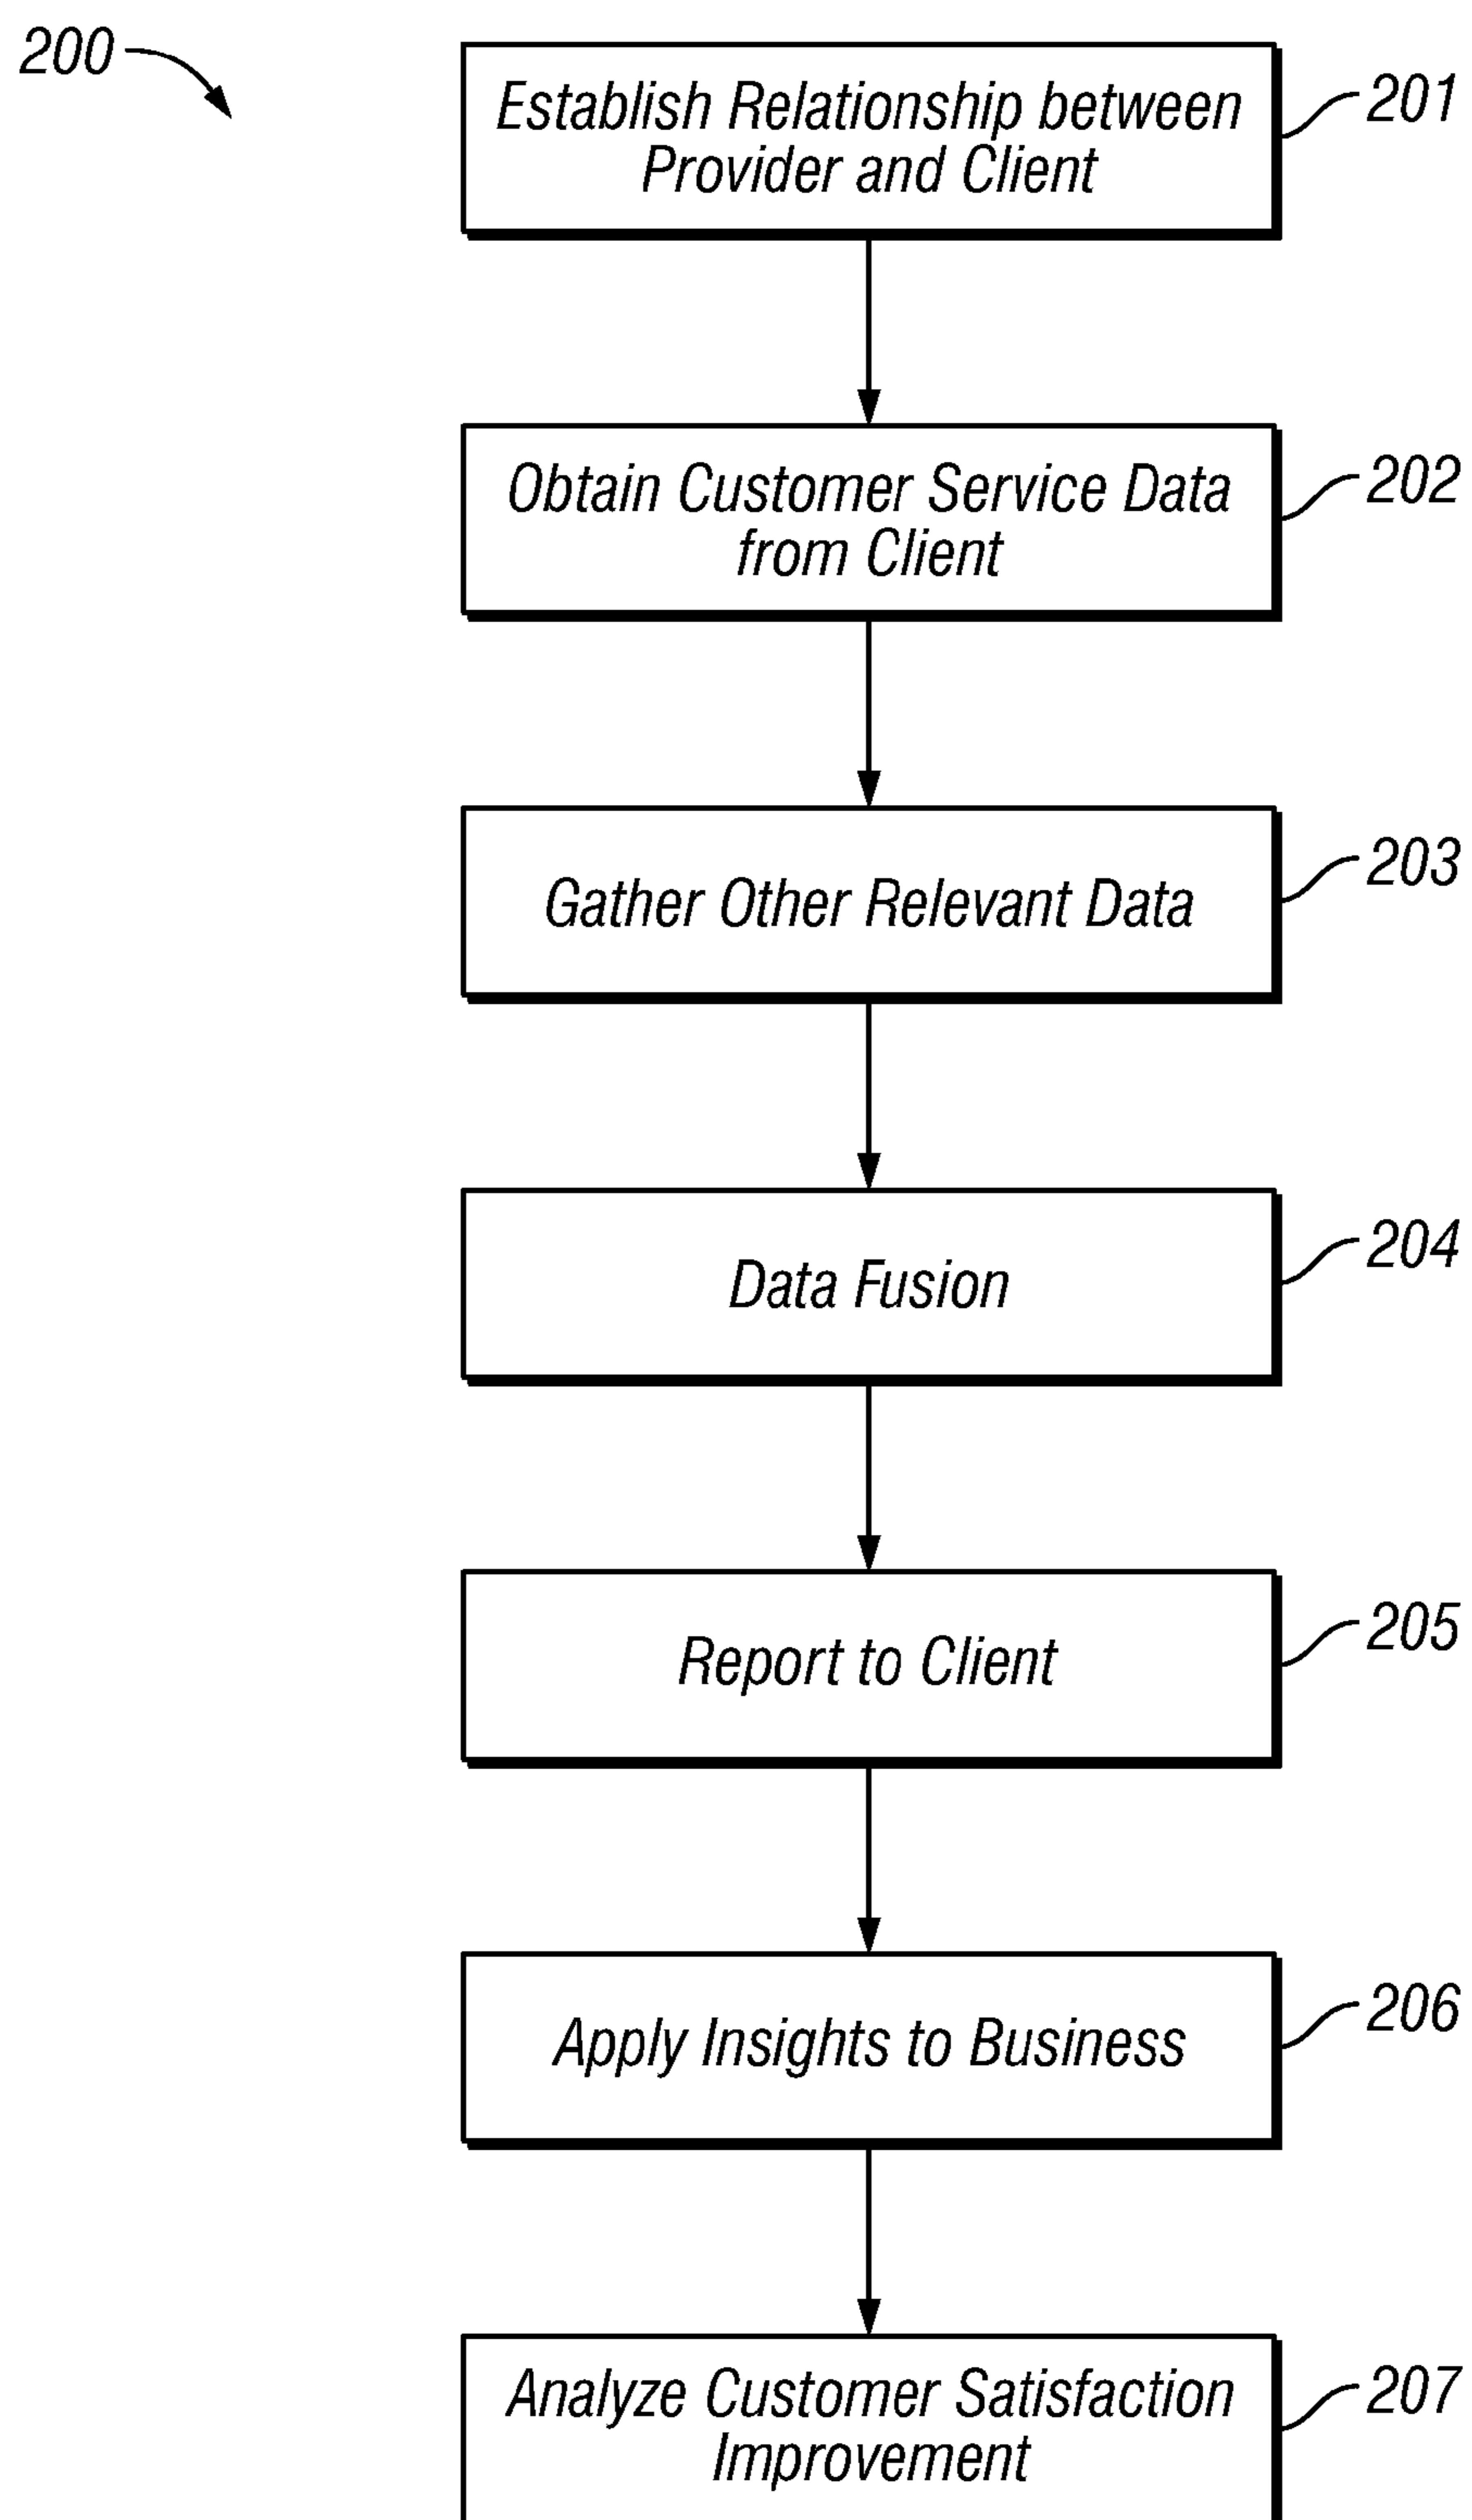 200
Establish Relationship between
Provider and Client
201
Obtain Customer Service Data
from Client
202
Gather Other Relevant Data
203
Data Fusion
204
Report to Client
205
Apply Insights to Business
206
Analyze Customer Satisfaction
Improvement
207